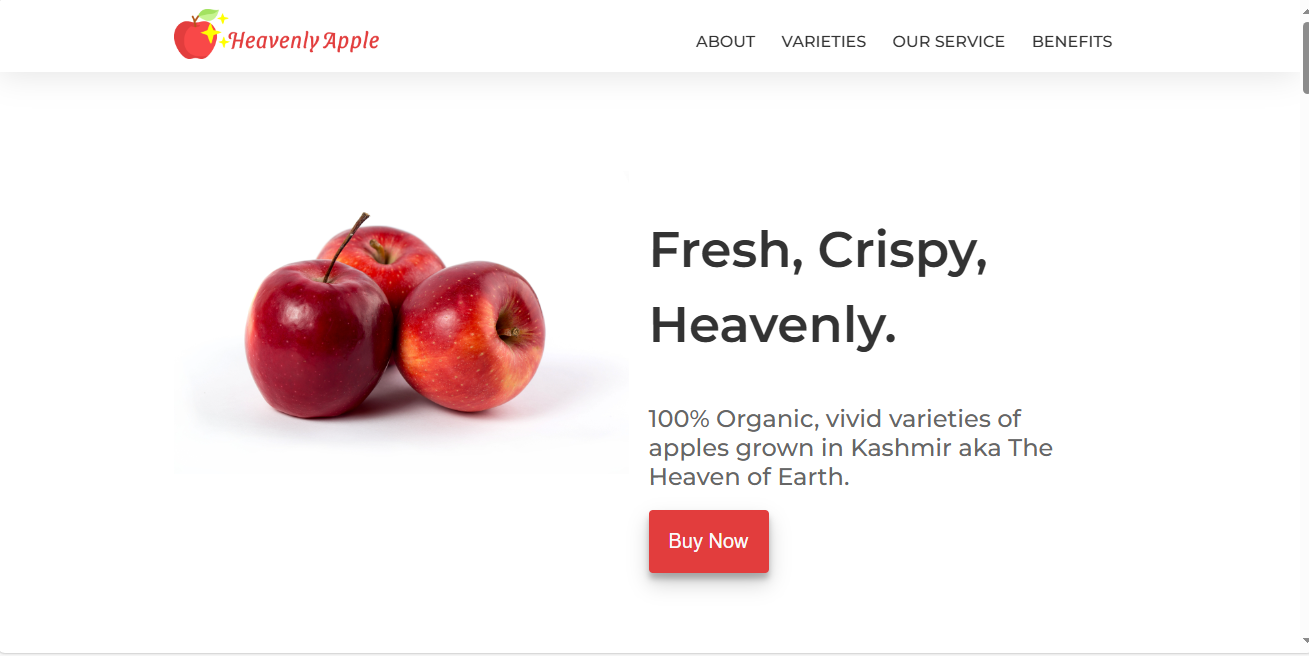 Heavenly Apple
ABOUT VARIETIES OUR SERVICE BENEFITS
Fresh, Crispy,
Heavenly.
100% Organic, vivid varieties of
apples grown in Kashmir aka The
Heaven of Earth.
Buy Now